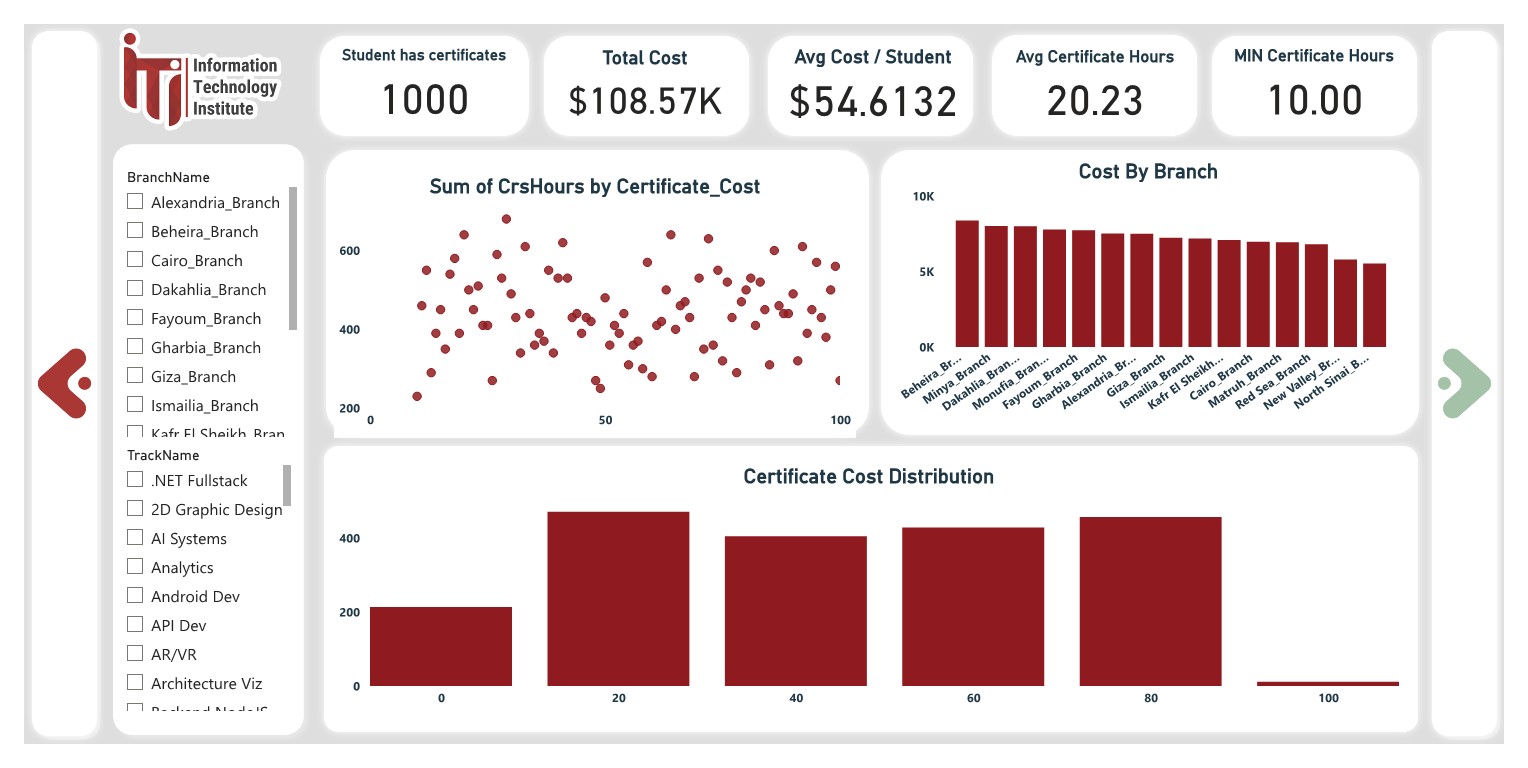 Information
Technology
Institute
Student has certificates
1000
Total Cost
$108.57K
Avg Cost / Student
$54.6132
Avg Certificate Hours
20.23
MIN Certificate Hours
10.00
BranchName
Alexandria_Branch
Beheira_Branch
Cairo_Branch
Dakahlia_Branch
Fayoum_Branch
Gharbia_Branch
Giza_Branch
Ismailia_Branch
Kafr El Sheikh_Bran
TrackName
.NET Fullstack
2D Graphic Design
AI Systems
Analytics
Android Dev
API Dev
AR/VR
Architecture Viz
Backend NodeJS
Sum of CrsHours by Certificate_Cost
600
400
200
0
50
100
Cost By Branch
10K
5K
0K
Beheira_Br...
Minya_Branch
Dakahlia_Bran...
Monufia_Bran...
Fayoum_Branch
Gharbia_Branch
Alexandria_Br...
Giza_Branch
Ismailia_Branch
Kafr El Sheikh...
Cairo_Branch
Matruh_Branch
Red Sea_Branch
New Valley_Br...
North Sinai_B...
Certificate Cost Distribution
400
200
0
0
20
40
60
80
100